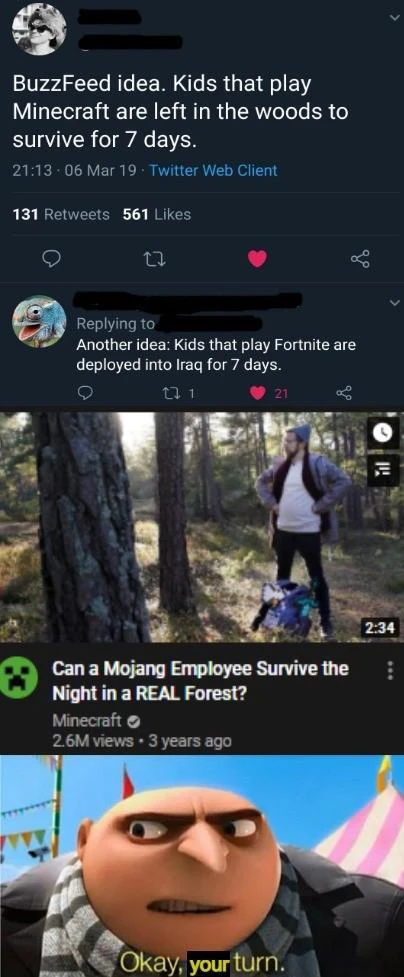 BuzzFeed idea. Kids that play
Minecraft are left in the woods to
survive for 7 days.
21:13 · 06 Mar 19 · Twitter Web Client
131 Retweets 561 Likes
Replying to
Another idea: Kids that play Fortnite are
deployed into Iraq for 7 days.
1 21
2:34
Can a Mojang Employee Survive the
Night in a REAL Forest?
Minecraft
2.6M views • 3 years ago
Okay, your turn.